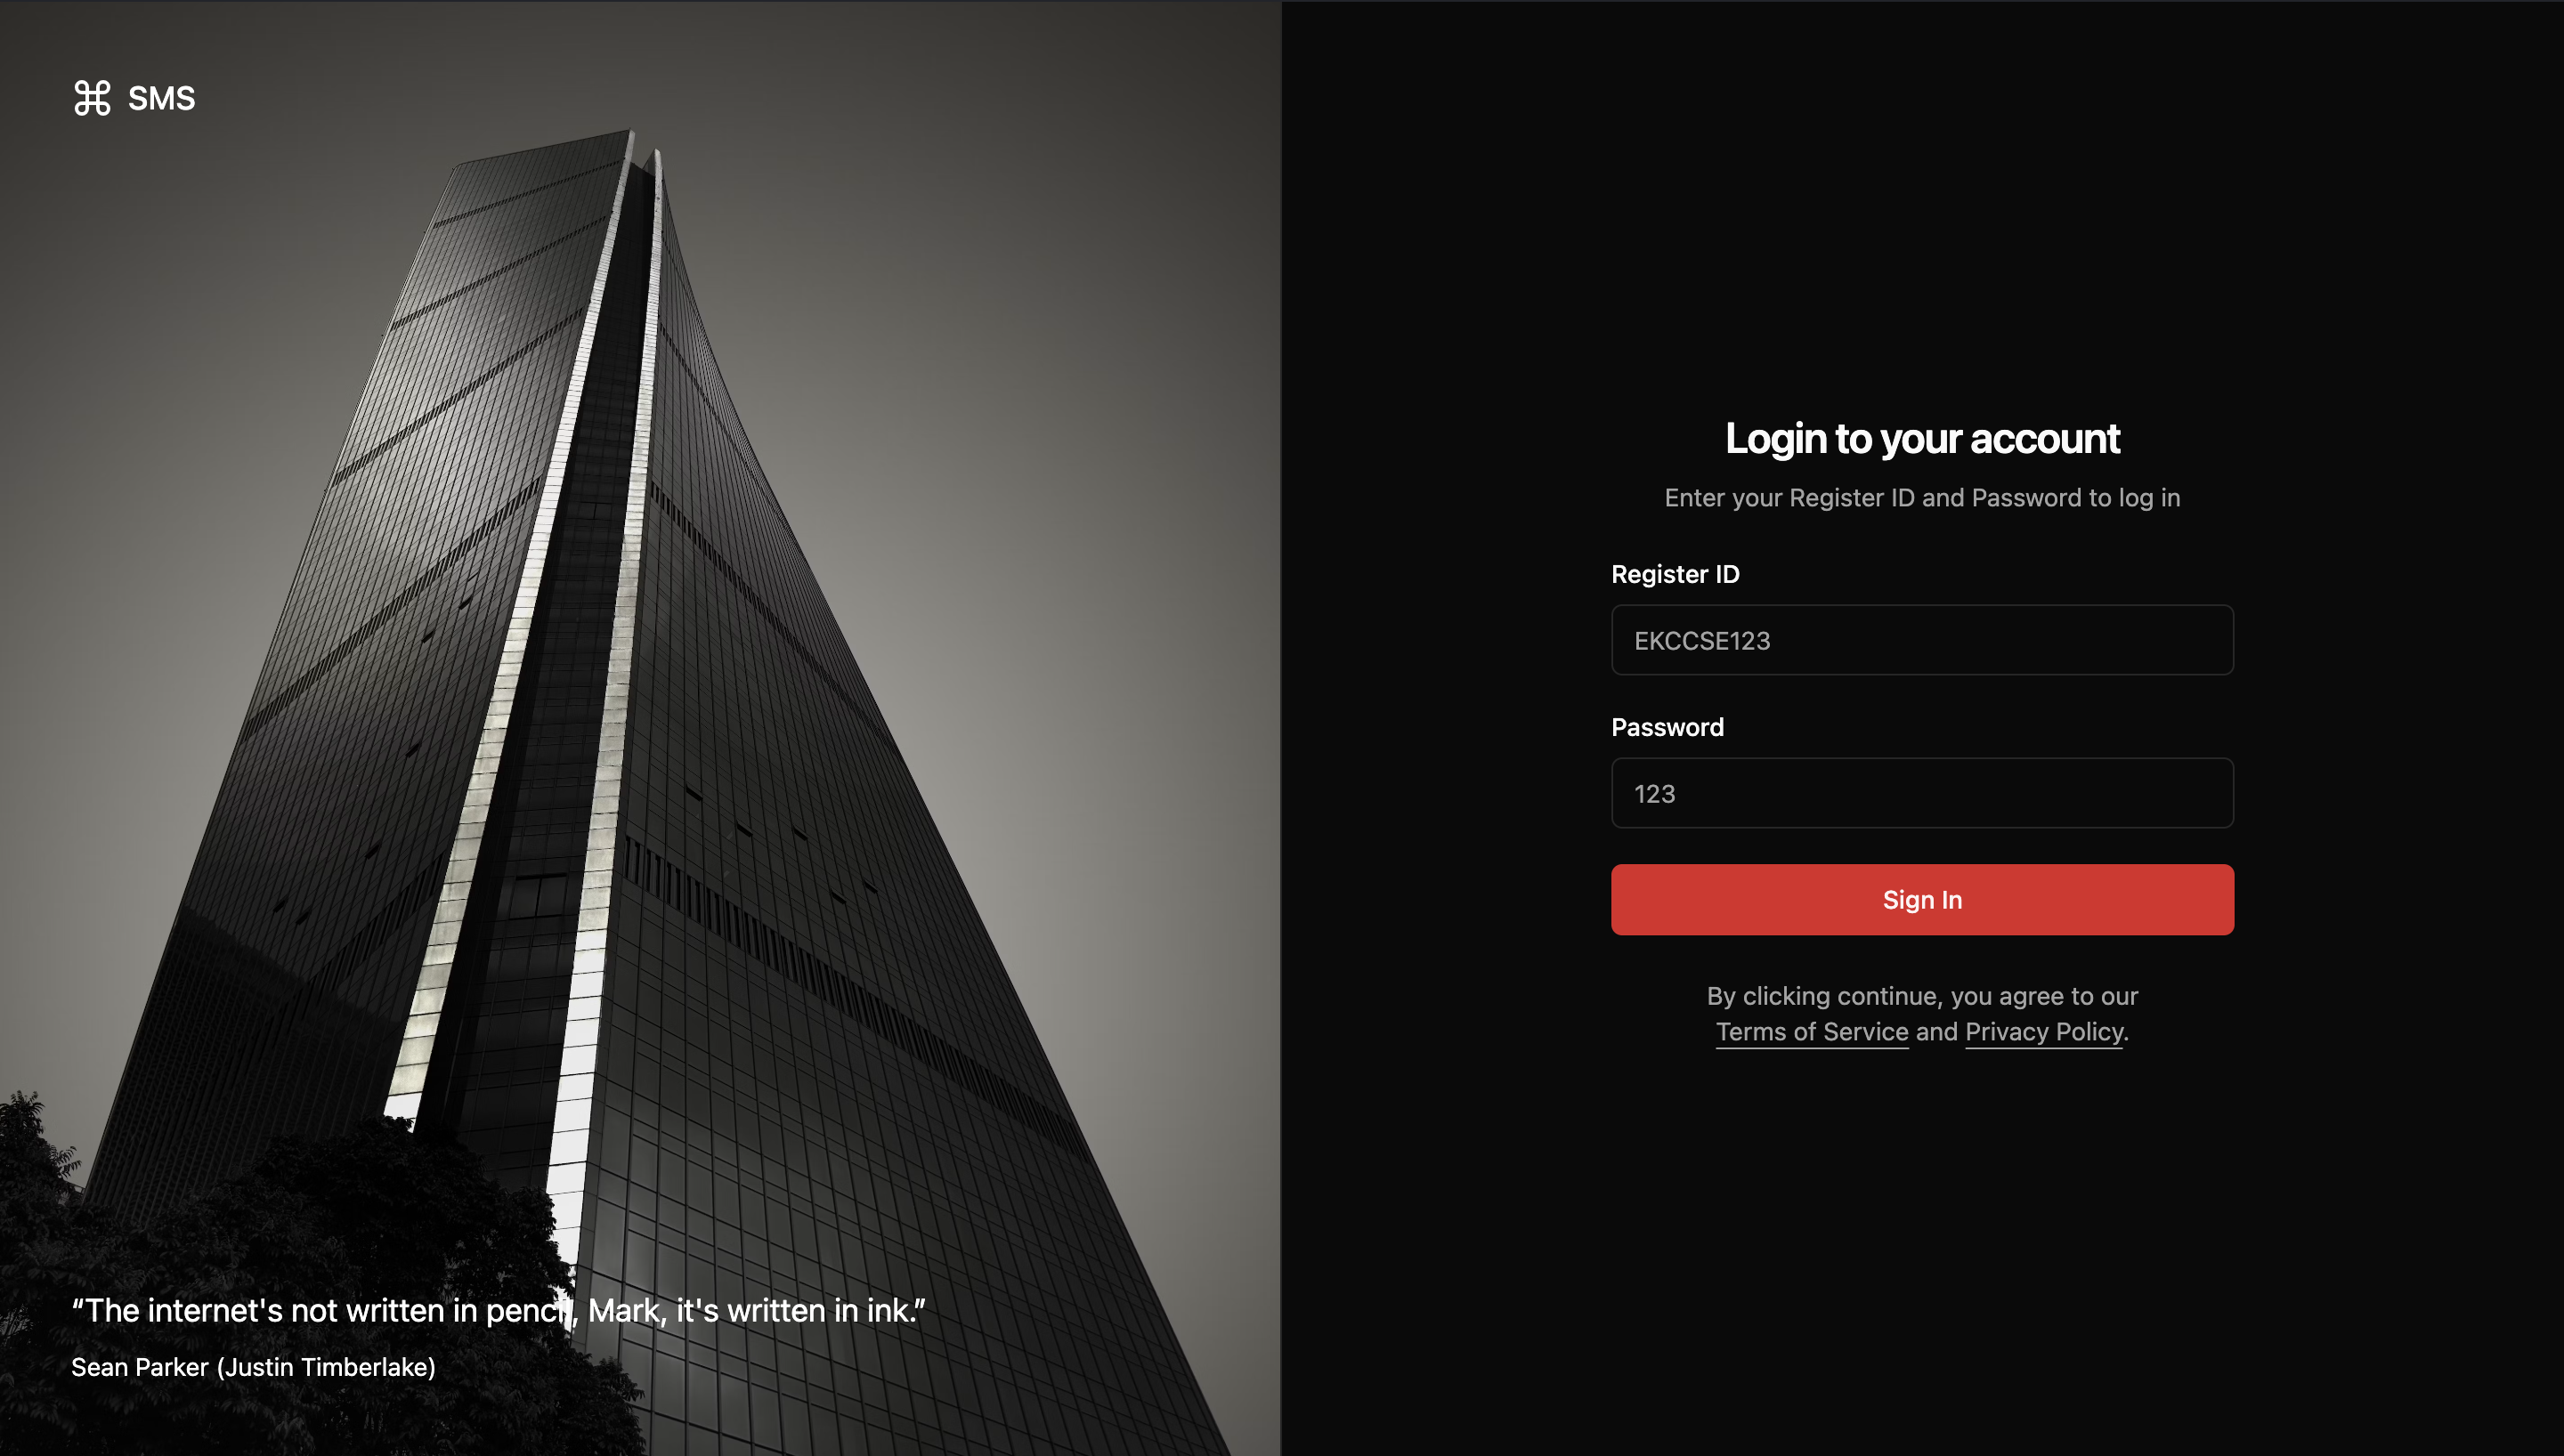 ⌘ SMS
“The internet's not written in pencil, Mark, it's written in ink.”
Sean Parker (Justin Timberlake)
Login to your account
Enter your Register ID and Password to log in
Register ID
EKCCSE123
Password
123
Sign In
By clicking continue, you agree to our
Terms of Service and Privacy Policy.